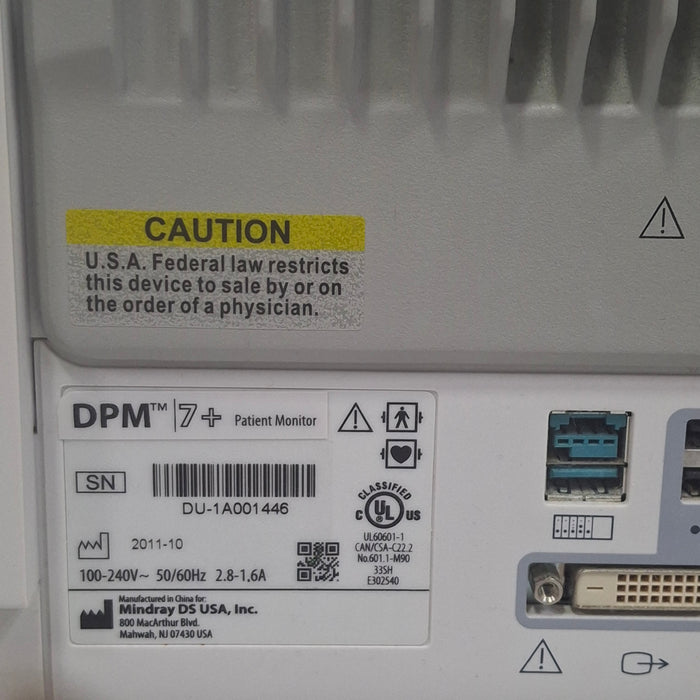 CAUTION
U.S.A. Federal law restricts
this device to sale by or on
the order of a physician.
DPM™ 7+ Patient Monitor
SN
DU-1A001446
2011-10
100-240V~ 50/60Hz 2.8-1.6A
CLASSIFIED
C UL US
UL60601-1
CAN/CSA-C22.2
No.601.1-M90
33SH
E302540
Manufactured in China for:
Mindray DS USA, Inc.
800 MacArthur Blvd.
Mahwah, NJ 07430 USA